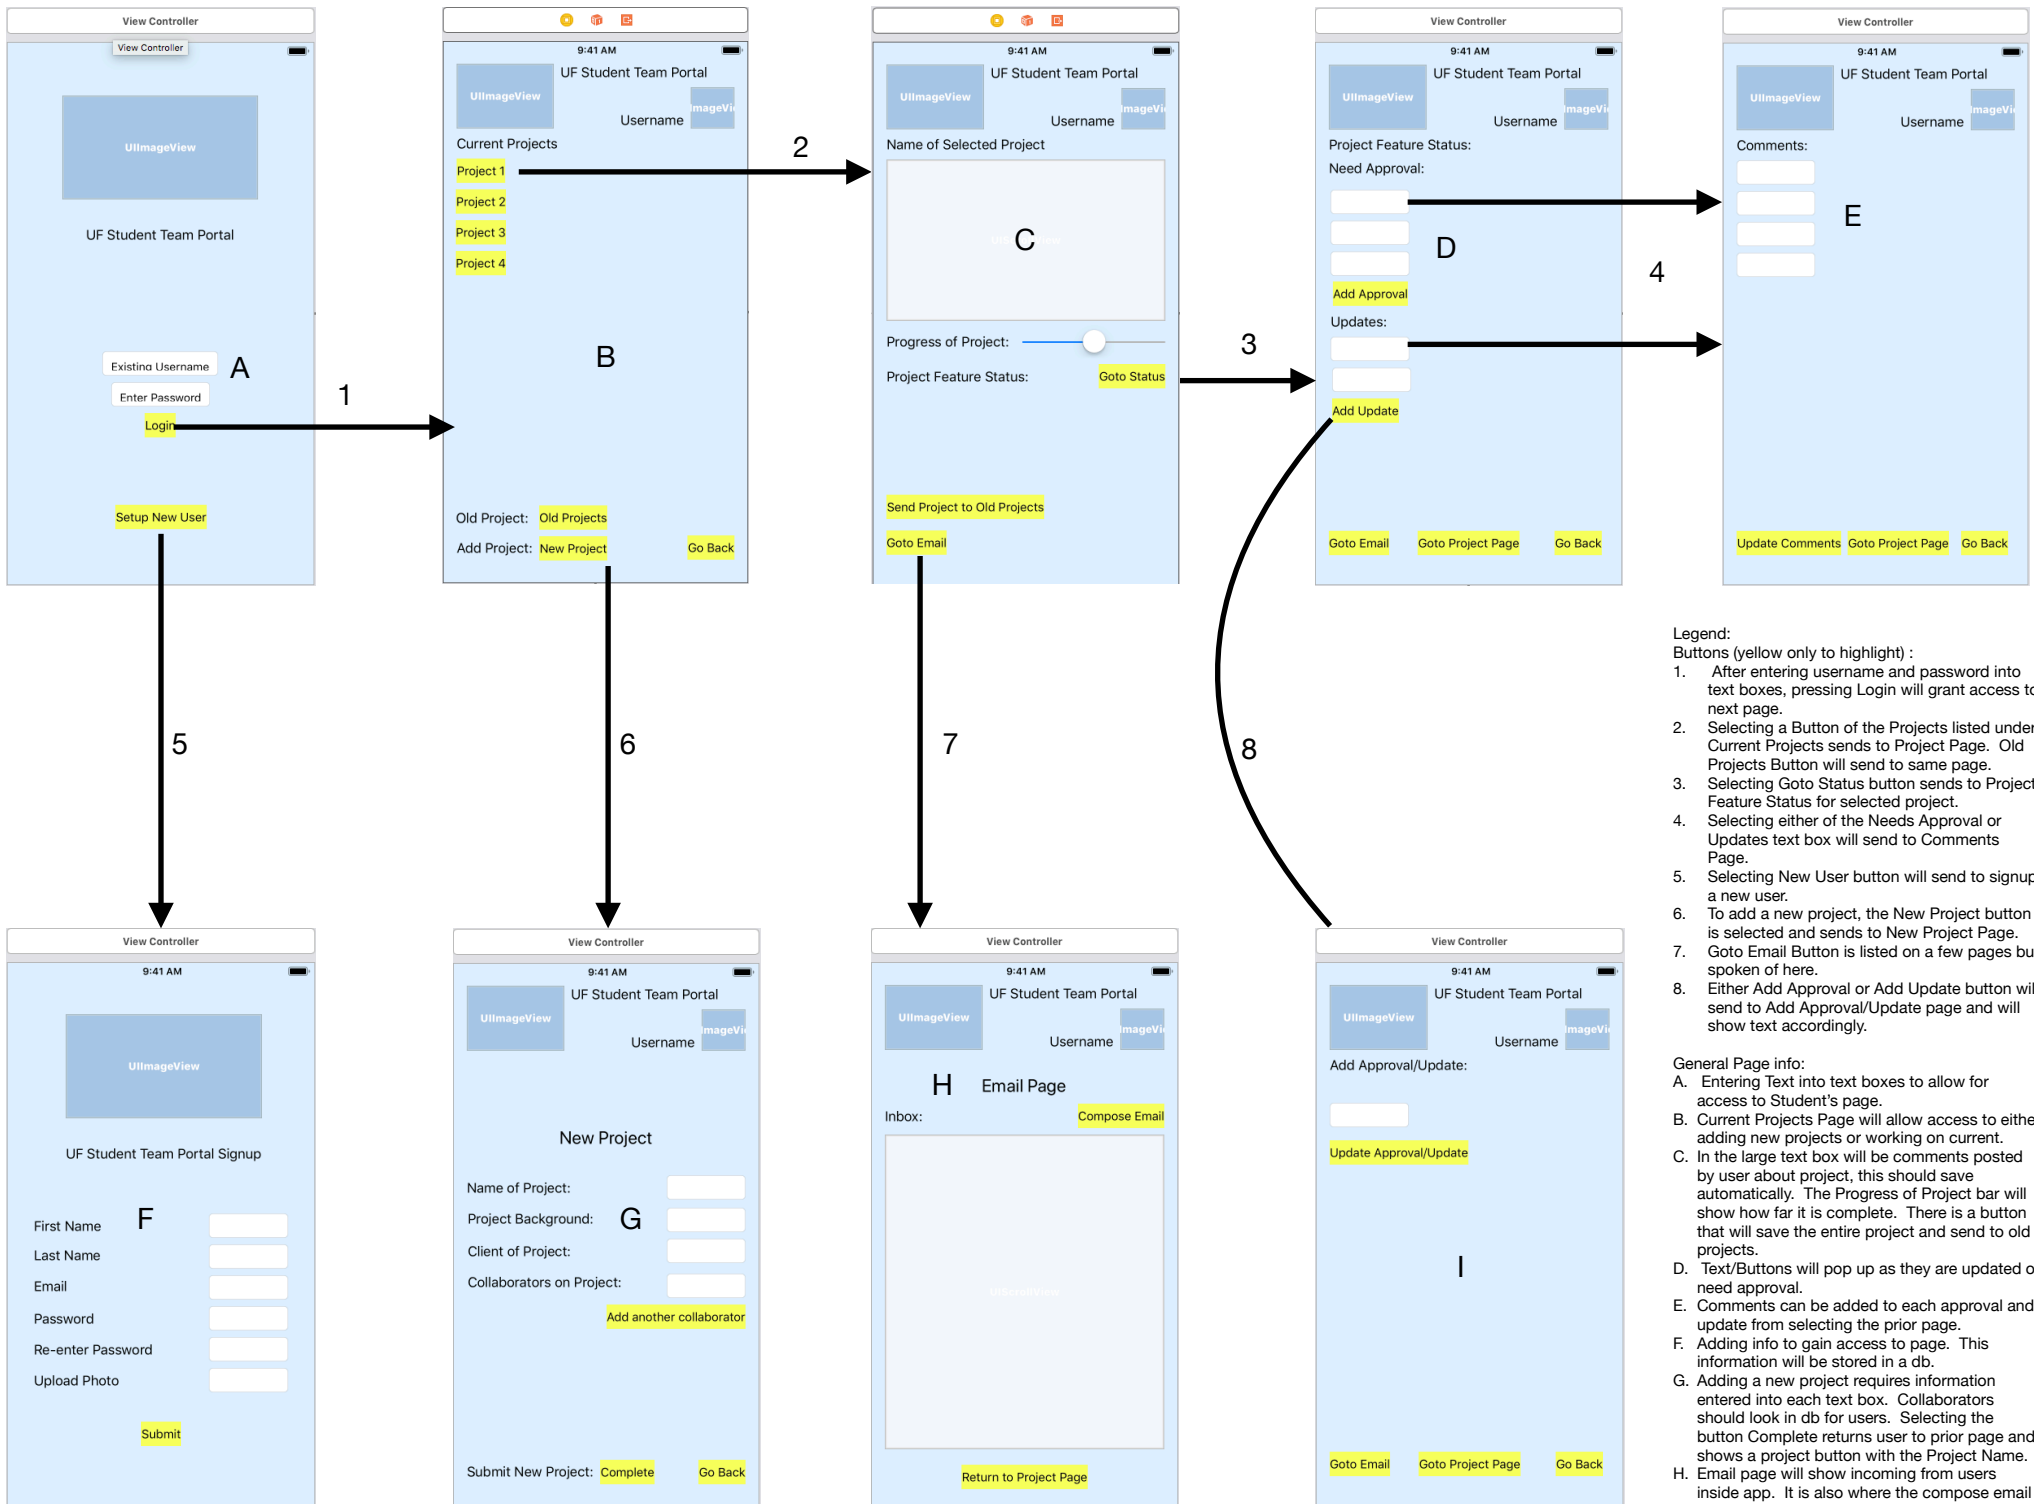 View Controller
View Controller
UIImageView
UF Student Team Portal
Existing Username
A
Enter Password
Login
Setup New User
1
5
9:41 AM
UIImageView
UF Student Team Portal
Username
ImageVi
Current Projects
Project 1
Project 2
Project 3
Project 4
B
Old Project:
Old Projects
Add Project:
New Project
Go Back
2
6
9:41 AM
UIImageView
UF Student Team Portal
Username
ImageVi
Name of Selected Project
C
Progress of Project:
Project Feature Status:
Goto Status
Send Project to Old Projects
Goto Email
3
7
View Controller
9:41 AM
UIImageView
UF Student Team Portal
Username
ImageVi
Project Feature Status:
Need Approval:
D
Add Approval
Updates:
Add Update
Goto Email
Goto Project Page
Go Back
4
8
View Controller
9:41 AM
UIImageView
UF Student Team Portal
Username
ImageVi
Comments:
E
Update Comments
Goto Project Page
Go Back
View Controller
9:41 AM
UIImageView
UF Student Team Portal Signup
F
First Name
Last Name
Email
Password
Re-enter Password
Upload Photo
Submit
View Controller
9:41 AM
UIImageView
UF Student Team Portal
Username
ImageVi
New Project
Name of Project:
Project Background:
G
Client of Project:
Collaborators on Project:
Add another collaborator
Submit New Project:
Complete
Go Back
View Controller
9:41 AM
UIImageView
UF Student Team Portal
Username
ImageVi
H
Email Page
Inbox:
Compose Email
UIScrollView
Return to Project Page
View Controller
9:41 AM
UIImageView
UF Student Team Portal
Username
ImageVi
Add Approval/Update:
Update Approval/Update
I
Goto Email
Goto Project Page
Go Back
Legend:
Buttons (yellow only to highlight) :
1. After entering username and password into
text boxes, pressing Login will grant access to
next page.
2. Selecting a Button of the Projects listed under
Current Projects sends to Project Page. Old
Projects Button will send to same page.
3. Selecting Goto Status button sends to Project
Feature Status for selected project.
4. Selecting either of the Needs Approval or
Updates text box will send to Comments
Page.
5. Selecting New User button will send to signup
a new user.
6. To add a new project, the New Project button
is selected and sends to New Project Page.
7. Goto Email Button is listed on a few pages bu
spoken of here.
8. Either Add Approval or Add Update button wil
send to Add Approval/Update page and will
show text accordingly.
General Page info:
A. Entering Text into text boxes to allow for
access to Student's page.
B. Current Projects Page will allow access to eithe
adding new projects or working on current.
C. In the large text box will be comments posted
by user about project, this should save
automatically. The Progress of Project bar will
show how far it is complete. There is a button
that will save the entire project and send to old
projects.
D. Text/Buttons will pop up as they are updated o
need approval.
E. Comments can be added to each approval and
update from selecting the prior page.
F. Adding info to gain access to page. This
information will be stored in a db.
G. Adding a new project requires information
entered into each text box. Collaborators
should look in db for users. Selecting the
button Complete returns user to prior page and
shows a project button with the Project Name.
H. Email page will show incoming from users
inside app. It is also where the compose email